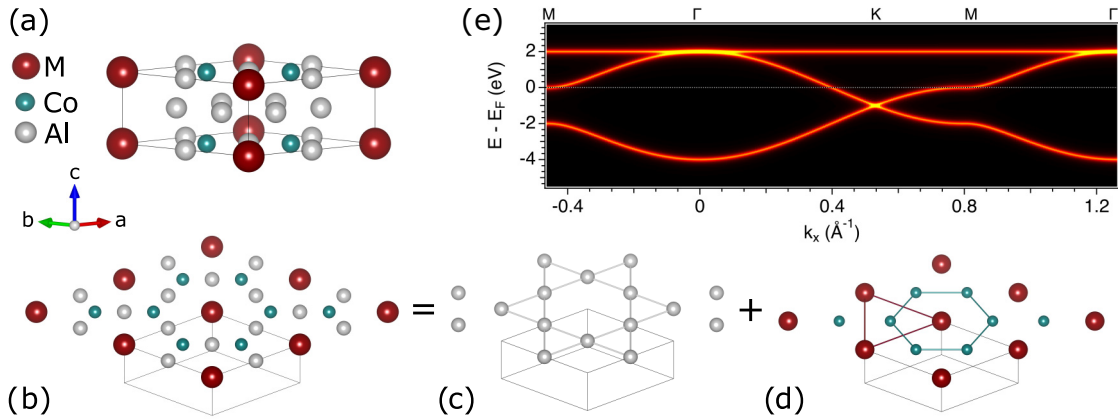 (a)
M
Co
Al
c
b
a
(e)
M
Γ
K
M
Γ
E - E_F (eV)
2
0
-2
-4
-0.4
0
0.4
0.8
1.2
k_x (Å⁻¹)
=
+
(b)
(c)
(d)